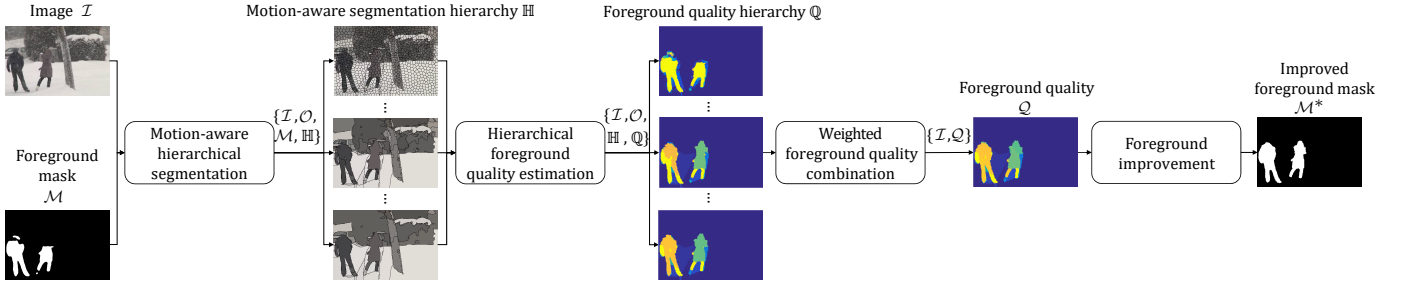 Image ℐ
Motion-aware segmentation hierarchy ℍ
Foreground quality hierarchy ℚ
Foreground
mask
ℳ
Motion-aware
hierarchical
segmentation
{ℐ,𝒪,
ℳ, ℍ}
⋮
⋮
Hierarchical
foreground
quality estimation
{ℐ,𝒪,
ℍ , ℚ}
⋮
⋮
Weighted
foreground quality
combination
{ℐ,𝒬}
Foreground quality
𝒬
Foreground
improvement
Improved
foreground mask
ℳ*